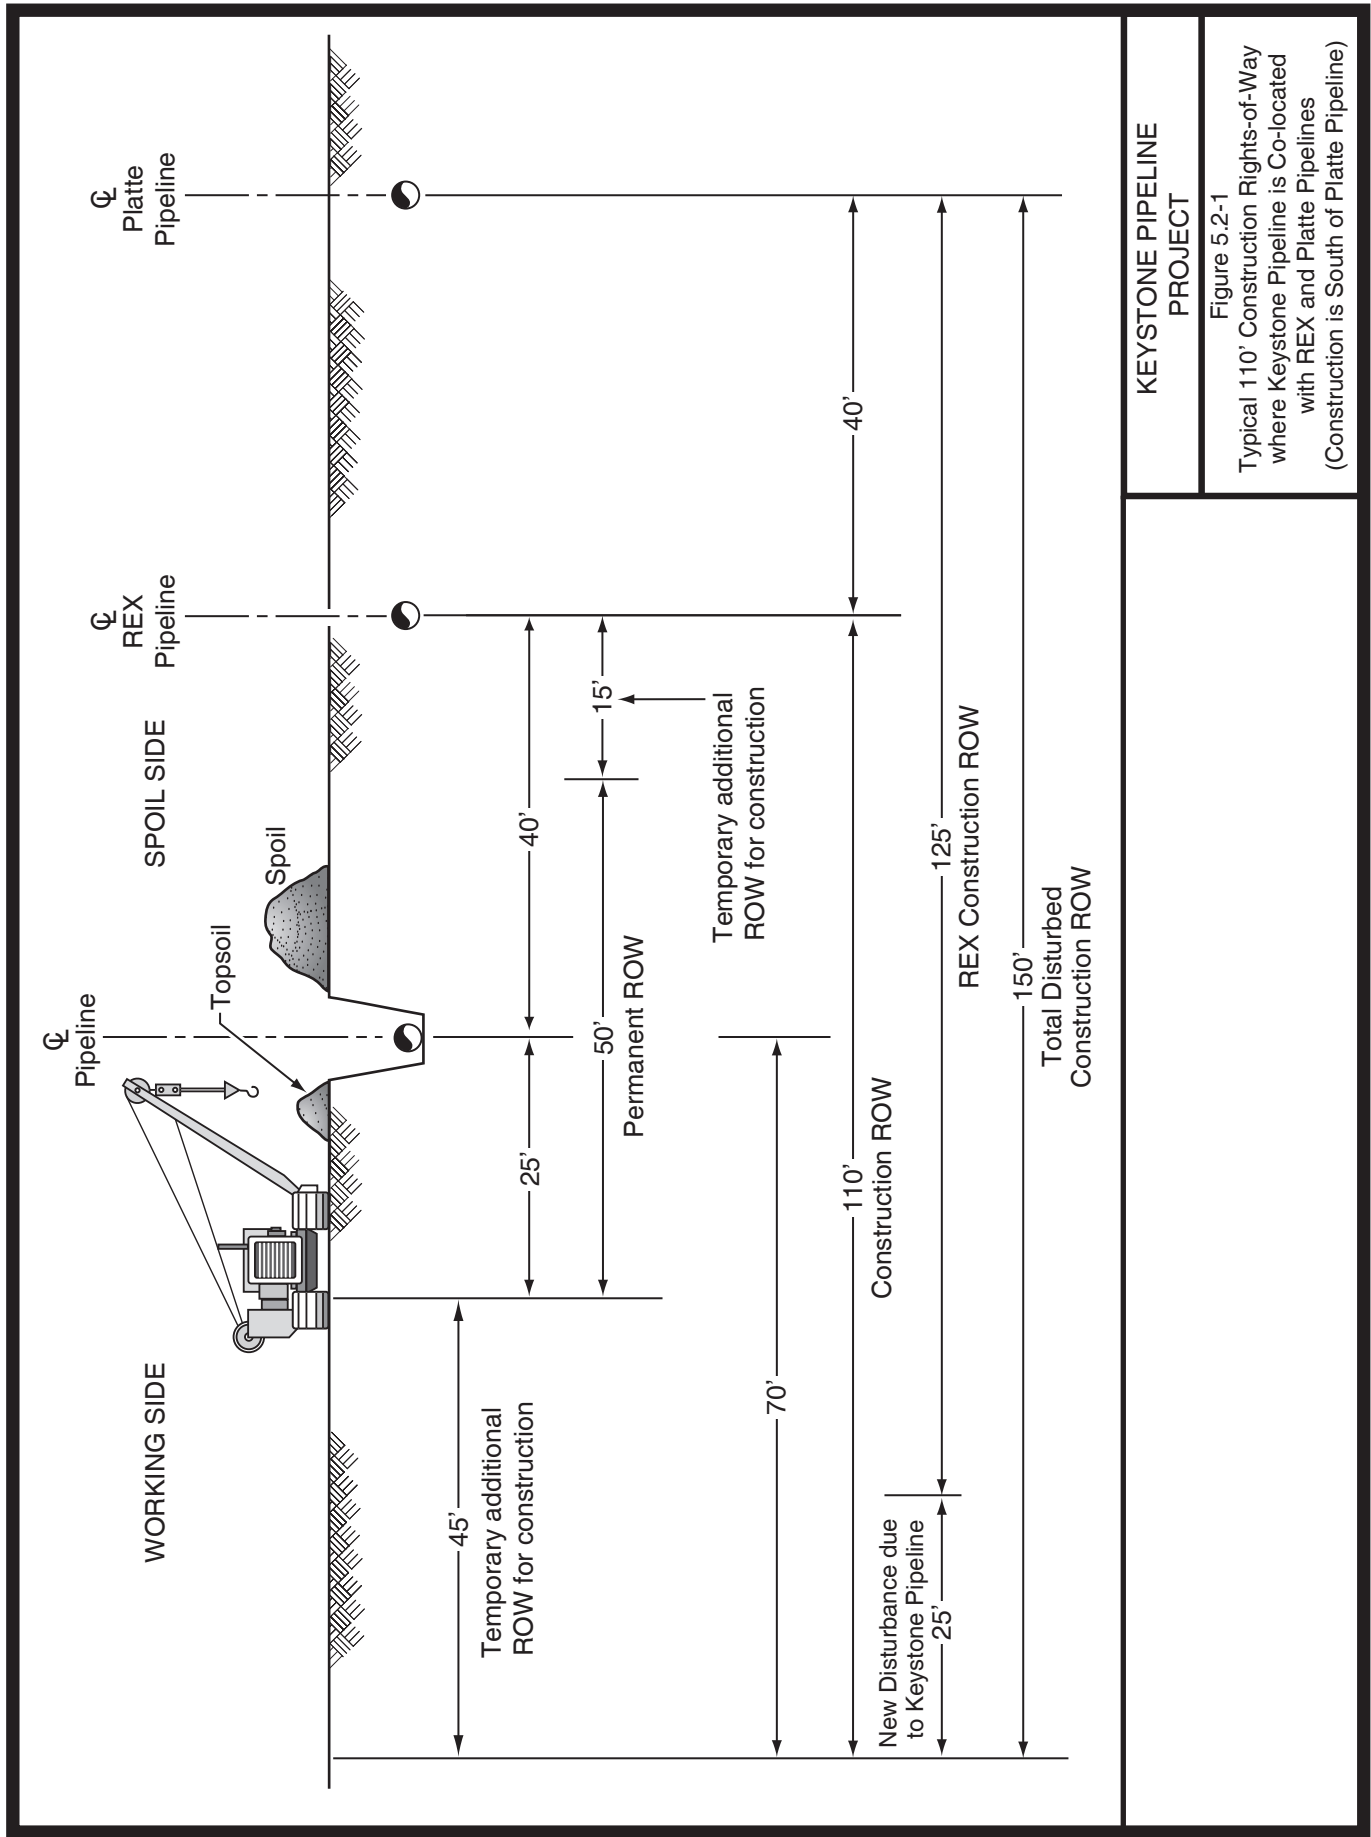 ℄
Pipeline
℄
REX
Pipeline
℄
Platte
Pipeline
WORKING SIDE
SPOIL SIDE
Topsoil
Spoil
45’
Temporary additional
ROW for construction
25’
40’
50’
Permanent ROW
15’
Temporary additional
ROW for construction
70’
110’
Construction ROW
40’
New Disturbance due
to Keystone Pipeline
25’
125’
REX Construction ROW
150’
Total Disturbed
Construction ROW
KEYSTONE PIPELINE
PROJECT
Figure 5.2-1
Typical 110’ Construction Rights-of-Way
where Keystone Pipeline is Co-located
with REX and Platte Pipelines
(Construction is South of Platte Pipeline)